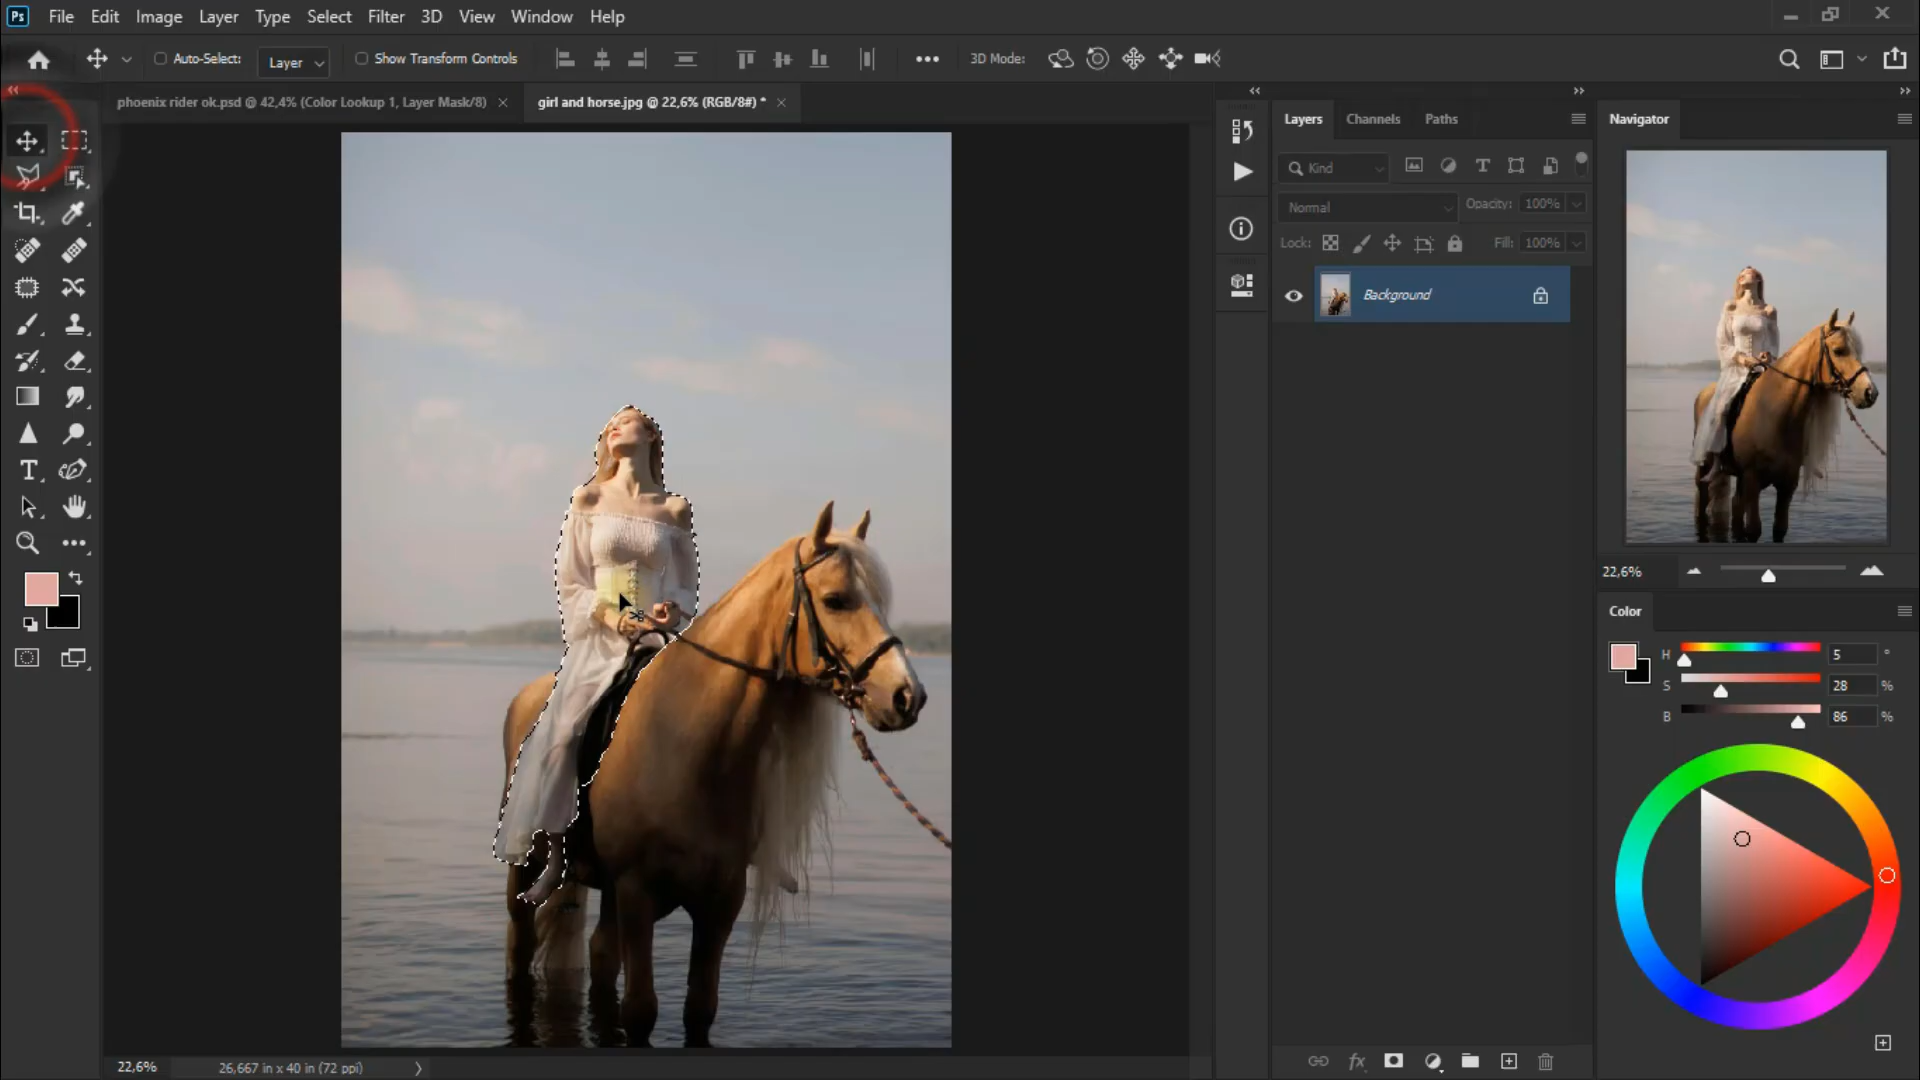 Ps File Edit Image Layer Type Select Filter 3D View Window Help
Auto-Select: Layer Show Transform Controls 3D Mode:
phoenix rider ok.psd @ 42,4% (Color Lookup 1, Layer Mask/8) girl and horse.jpg @ 22,6% (RGB/8#) *
Layers Channels Paths
Kind
Normal Opacity: 100%
Lock: Fill: 100%
Background
Navigator
22,6%
Color
H 5 °
S 28 %
B 86 %
22,6% 26,667 in x 40 in (72 ppi)